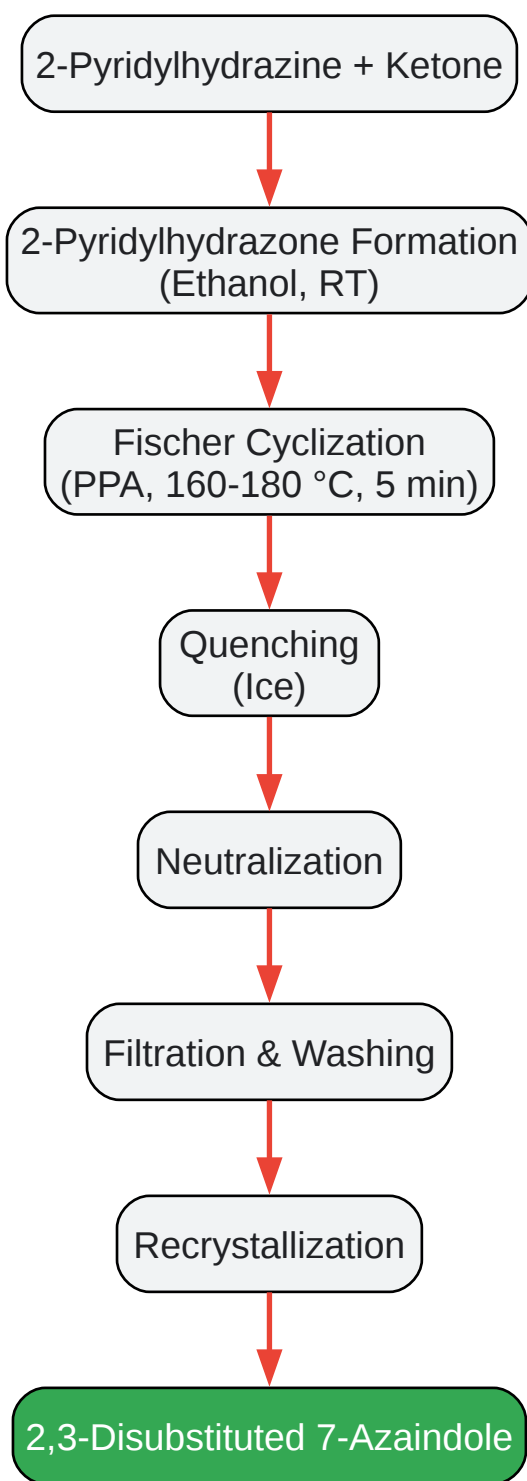 2-Pyridylhydrazine + Ketone
2-Pyridylhydrazone Formation
(Ethanol, RT)
Fischer Cyclization
(PPA, 160-180 °C, 5 min)
Quenching
(Ice)
Neutralization
Filtration & Washing
Recrystallization
2,3-Disubstituted 7-Azaindole